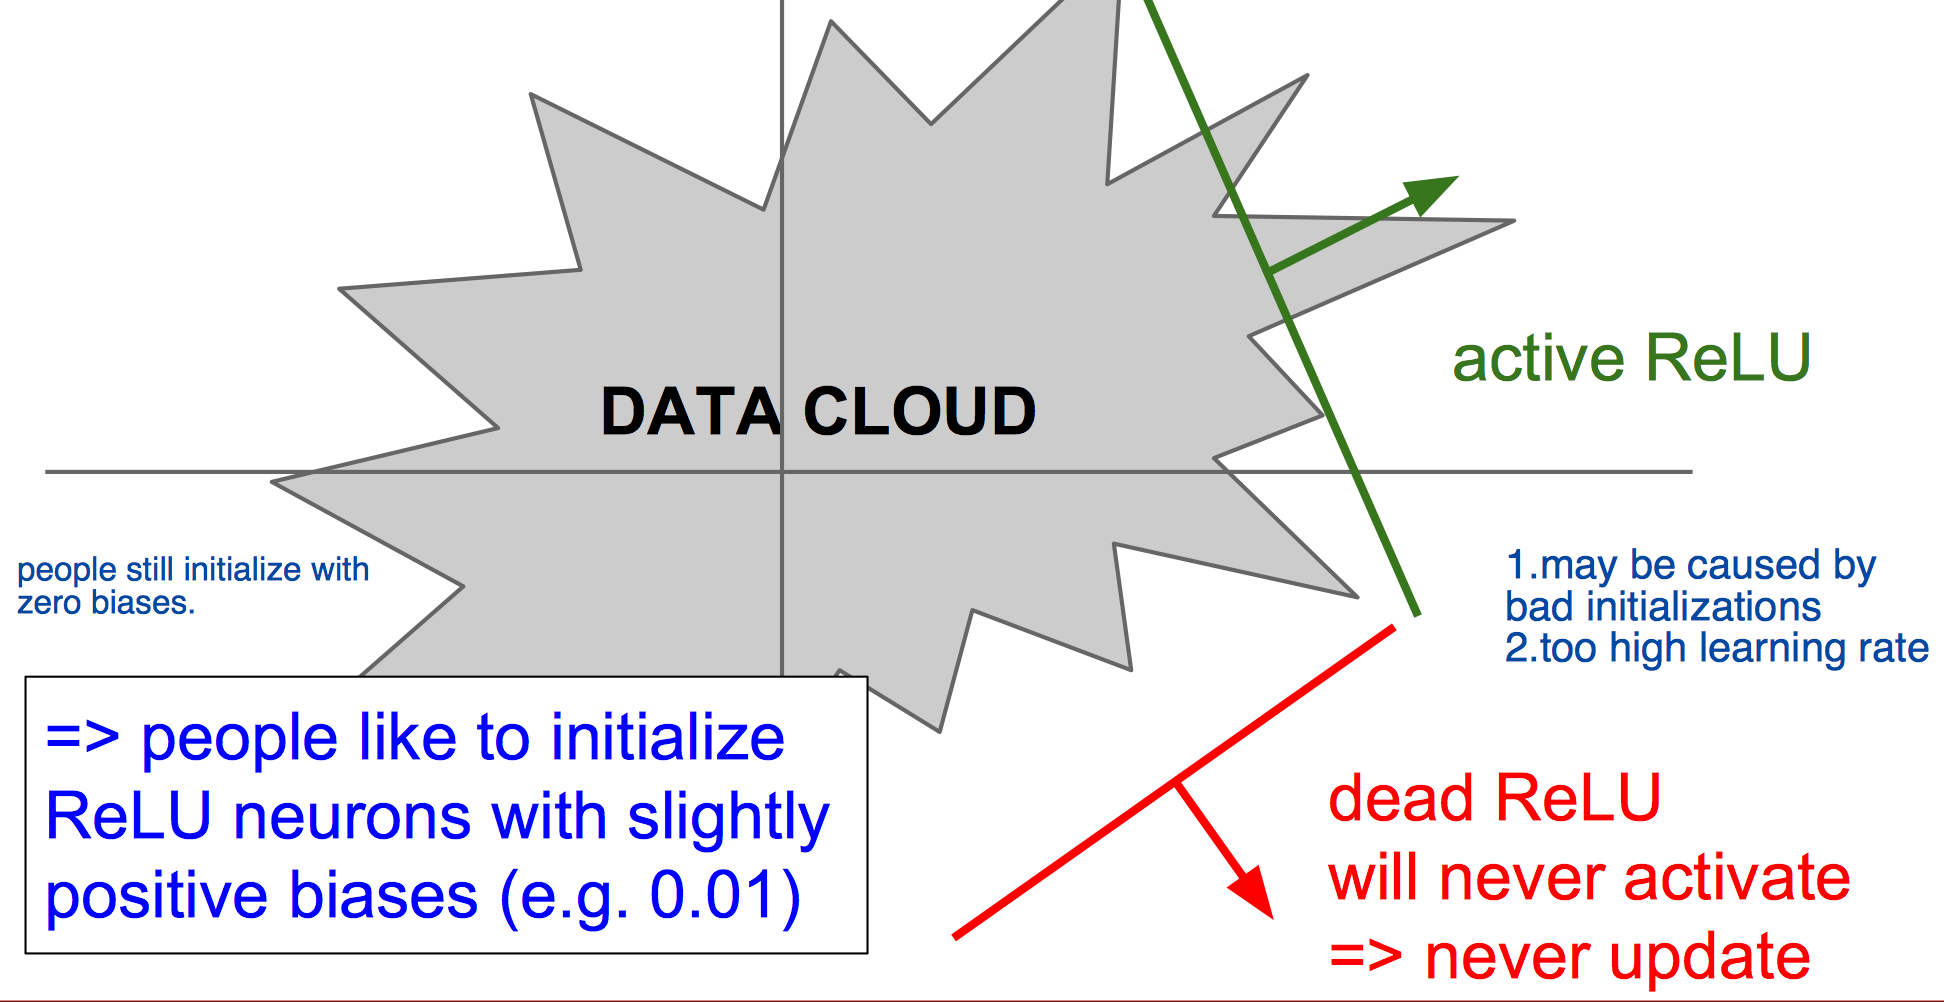 DATA CLOUD
active ReLU
people still initialize with
zero biases.
1.may be caused by
bad initializations
2.too high learning rate
=> people like to initialize
ReLU neurons with slightly
positive biases (e.g. 0.01)
dead ReLU
will never activate
=> never update